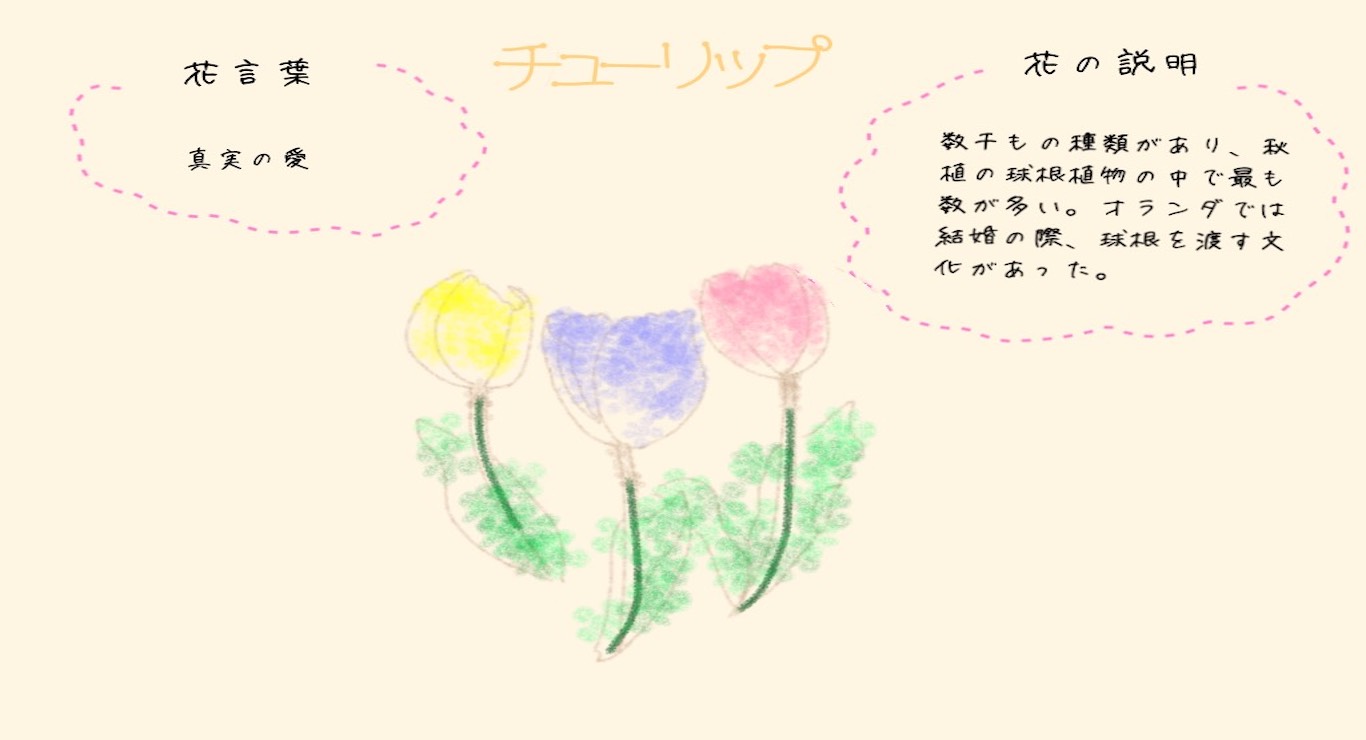 チューリップ
花言葉
真実の愛
花の説明
数千もの種類があり、秋
植の球根植物の中で最も
数が多い。オランダでは
結婚の際、球根を渡す文
化があった。